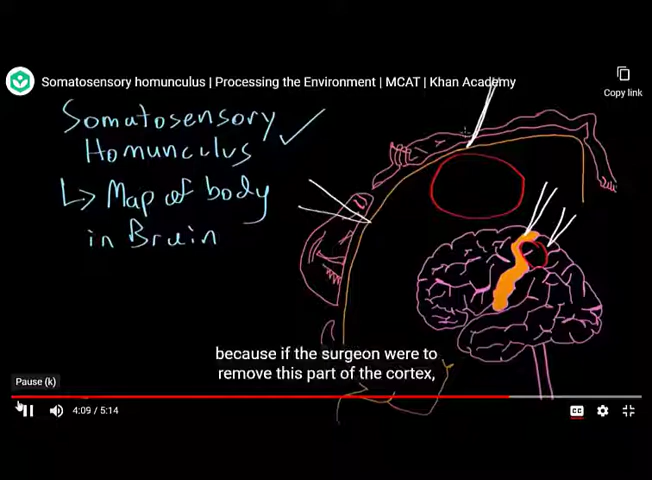 Somatosensory homunculus | Processing the Environment | MCAT | Khan Academy
Copy link
Somatosensory
Homunculus
↳ Map of body
in Brain
because if the surgeon were to
remove this part of the cortex,
Pause (k)
4:09 / 5:14
CC